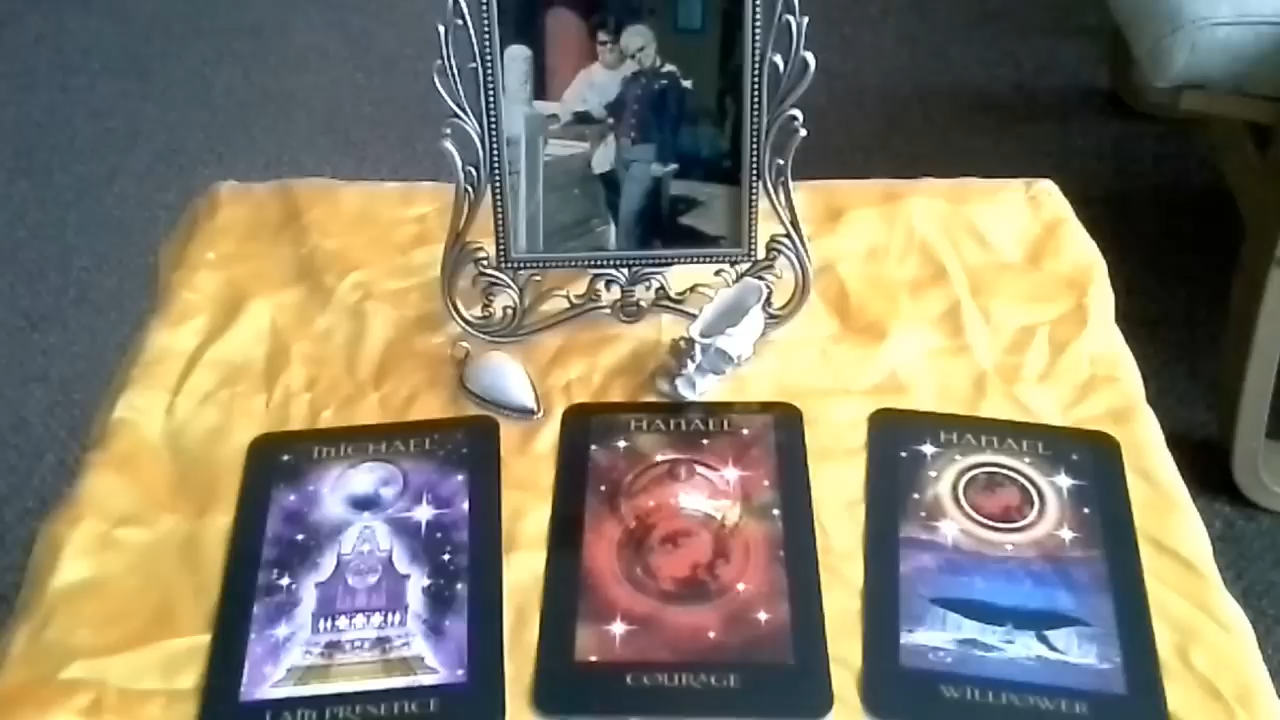 MICHAEL
I AM PRESENCE
HANAEL
COURAGE
HANAEL
WILLPOWER